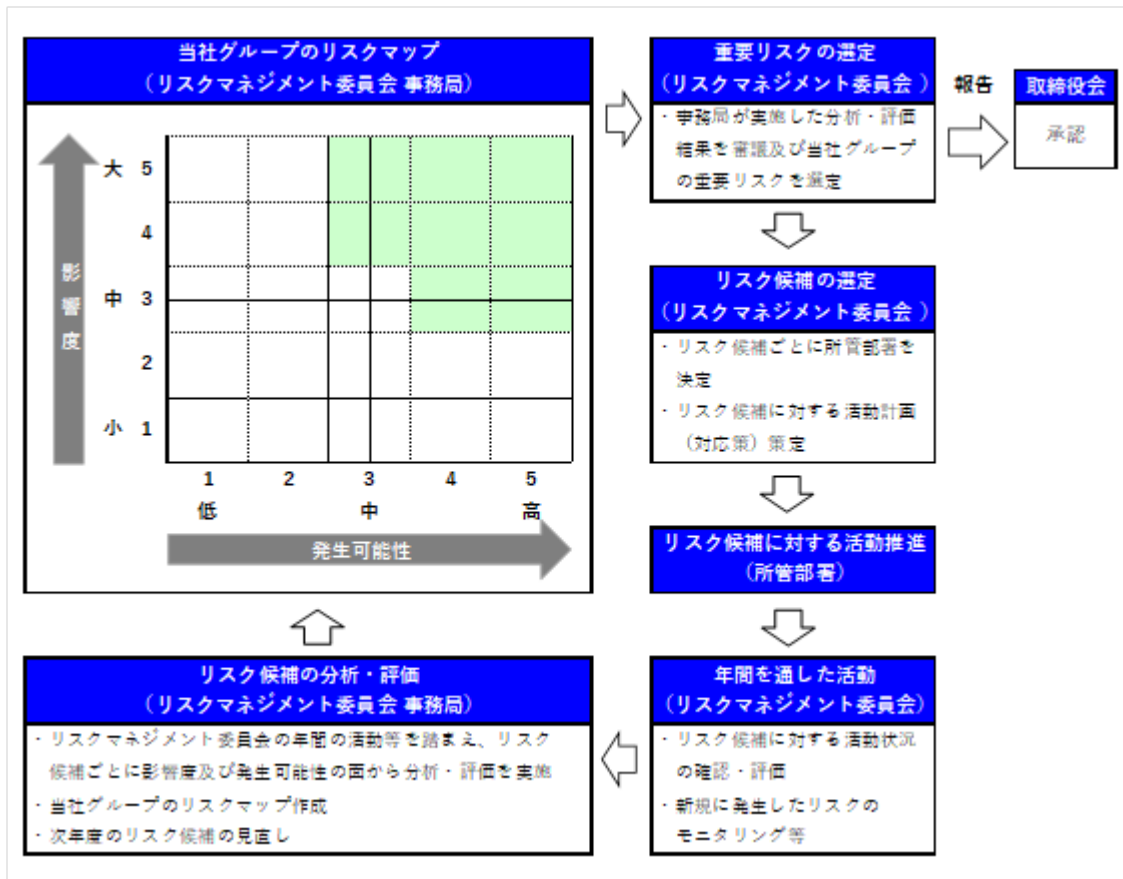 当社グループのリスクマップ
（リスクマネジメント委員会 事務局）
影響度
大 5
4
中 3
2
小 1
1 2 3 4 5
低 中 高
発生可能性
重要リスクの選定
（リスクマネジメント委員会 ）
・事務局が実施した分析・評価
結果を審議及び当社グループ
の重要リスクを選定
報告
取締役会
承認
リスク候補の選定
（リスクマネジメント委員会 ）
・リスク候補ごとに所管部署を
決定
・リスク候補に対する活動計画
（対応策）策定
リスク候補に対する活動推進
（所管部署）
年間を通した活動
（リスクマネジメント委員会）
・リスク候補に対する活動状況
の確認・評価
・新規に発生したリスクの
モニタリング等
リスク候補の分析・評価
（リスクマネジメント委員会 事務局）
・リスクマネジメント委員会の年間の活動等を踏まえ、リスク
候補ごとに影響度及び発生可能性の面から分析・評価を実施
・当社グループのリスクマップ作成
・次年度のリスク候補の見直し